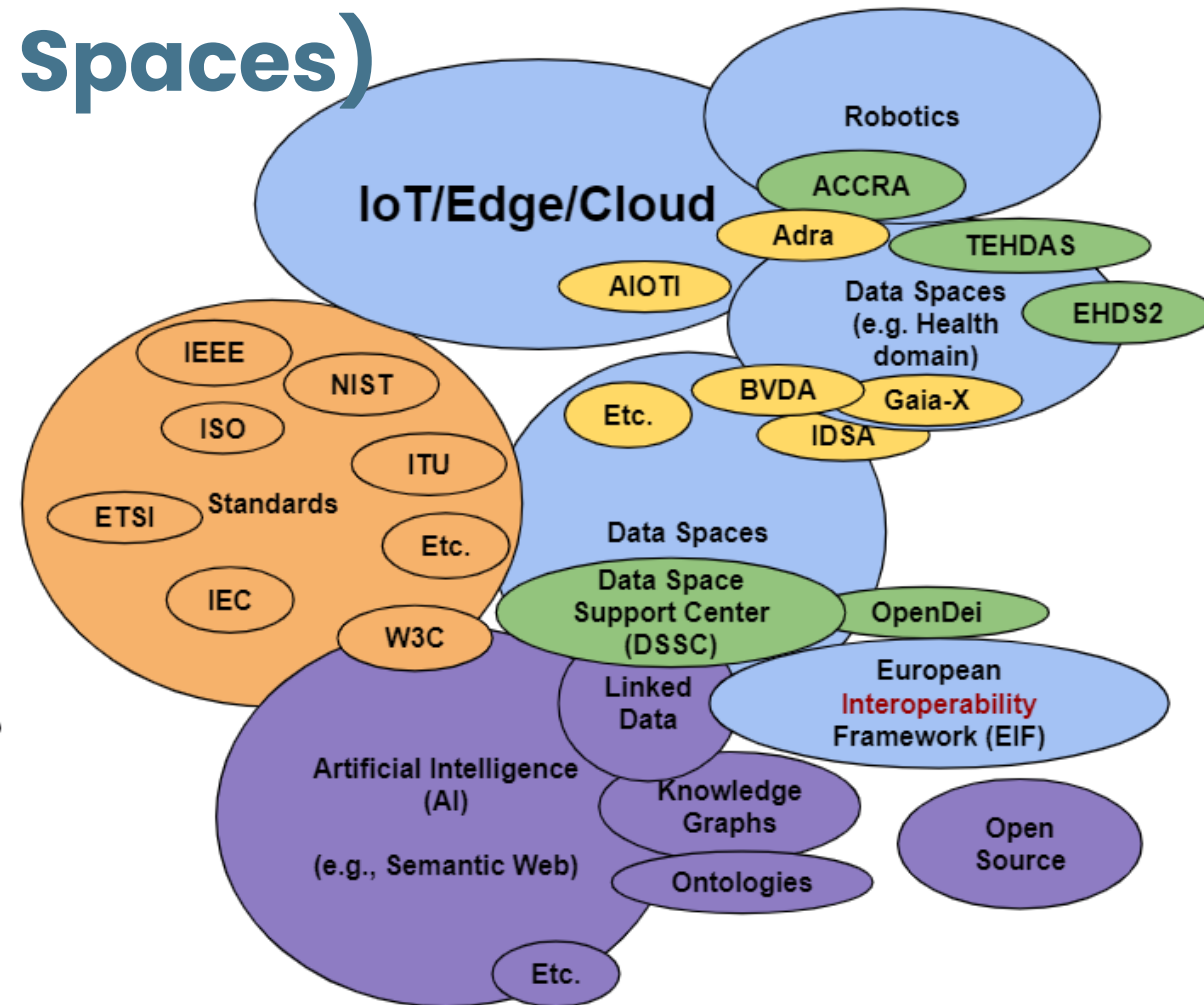 Spaces)
Robotics
IoT/Edge/Cloud
ACCRA
Adra
TEHDAS
AIOTI
Data Spaces
(e.g. Health
domain)
EHDS2
IEEE
NIST
ISO
ITU
ETSI
Standards
Etc.
IEC
W3C
BVDA
Gaia-X
Etc.
IDSA
Data Spaces
Data Space
Support Center
(DSSC)
OpenDei
European
Interoperability
Framework (EIF)
Linked
Data
Artificial Intelligence
(AI)
(e.g., Semantic Web)
Knowledge
Graphs
Ontologies
Open
Source
Etc.